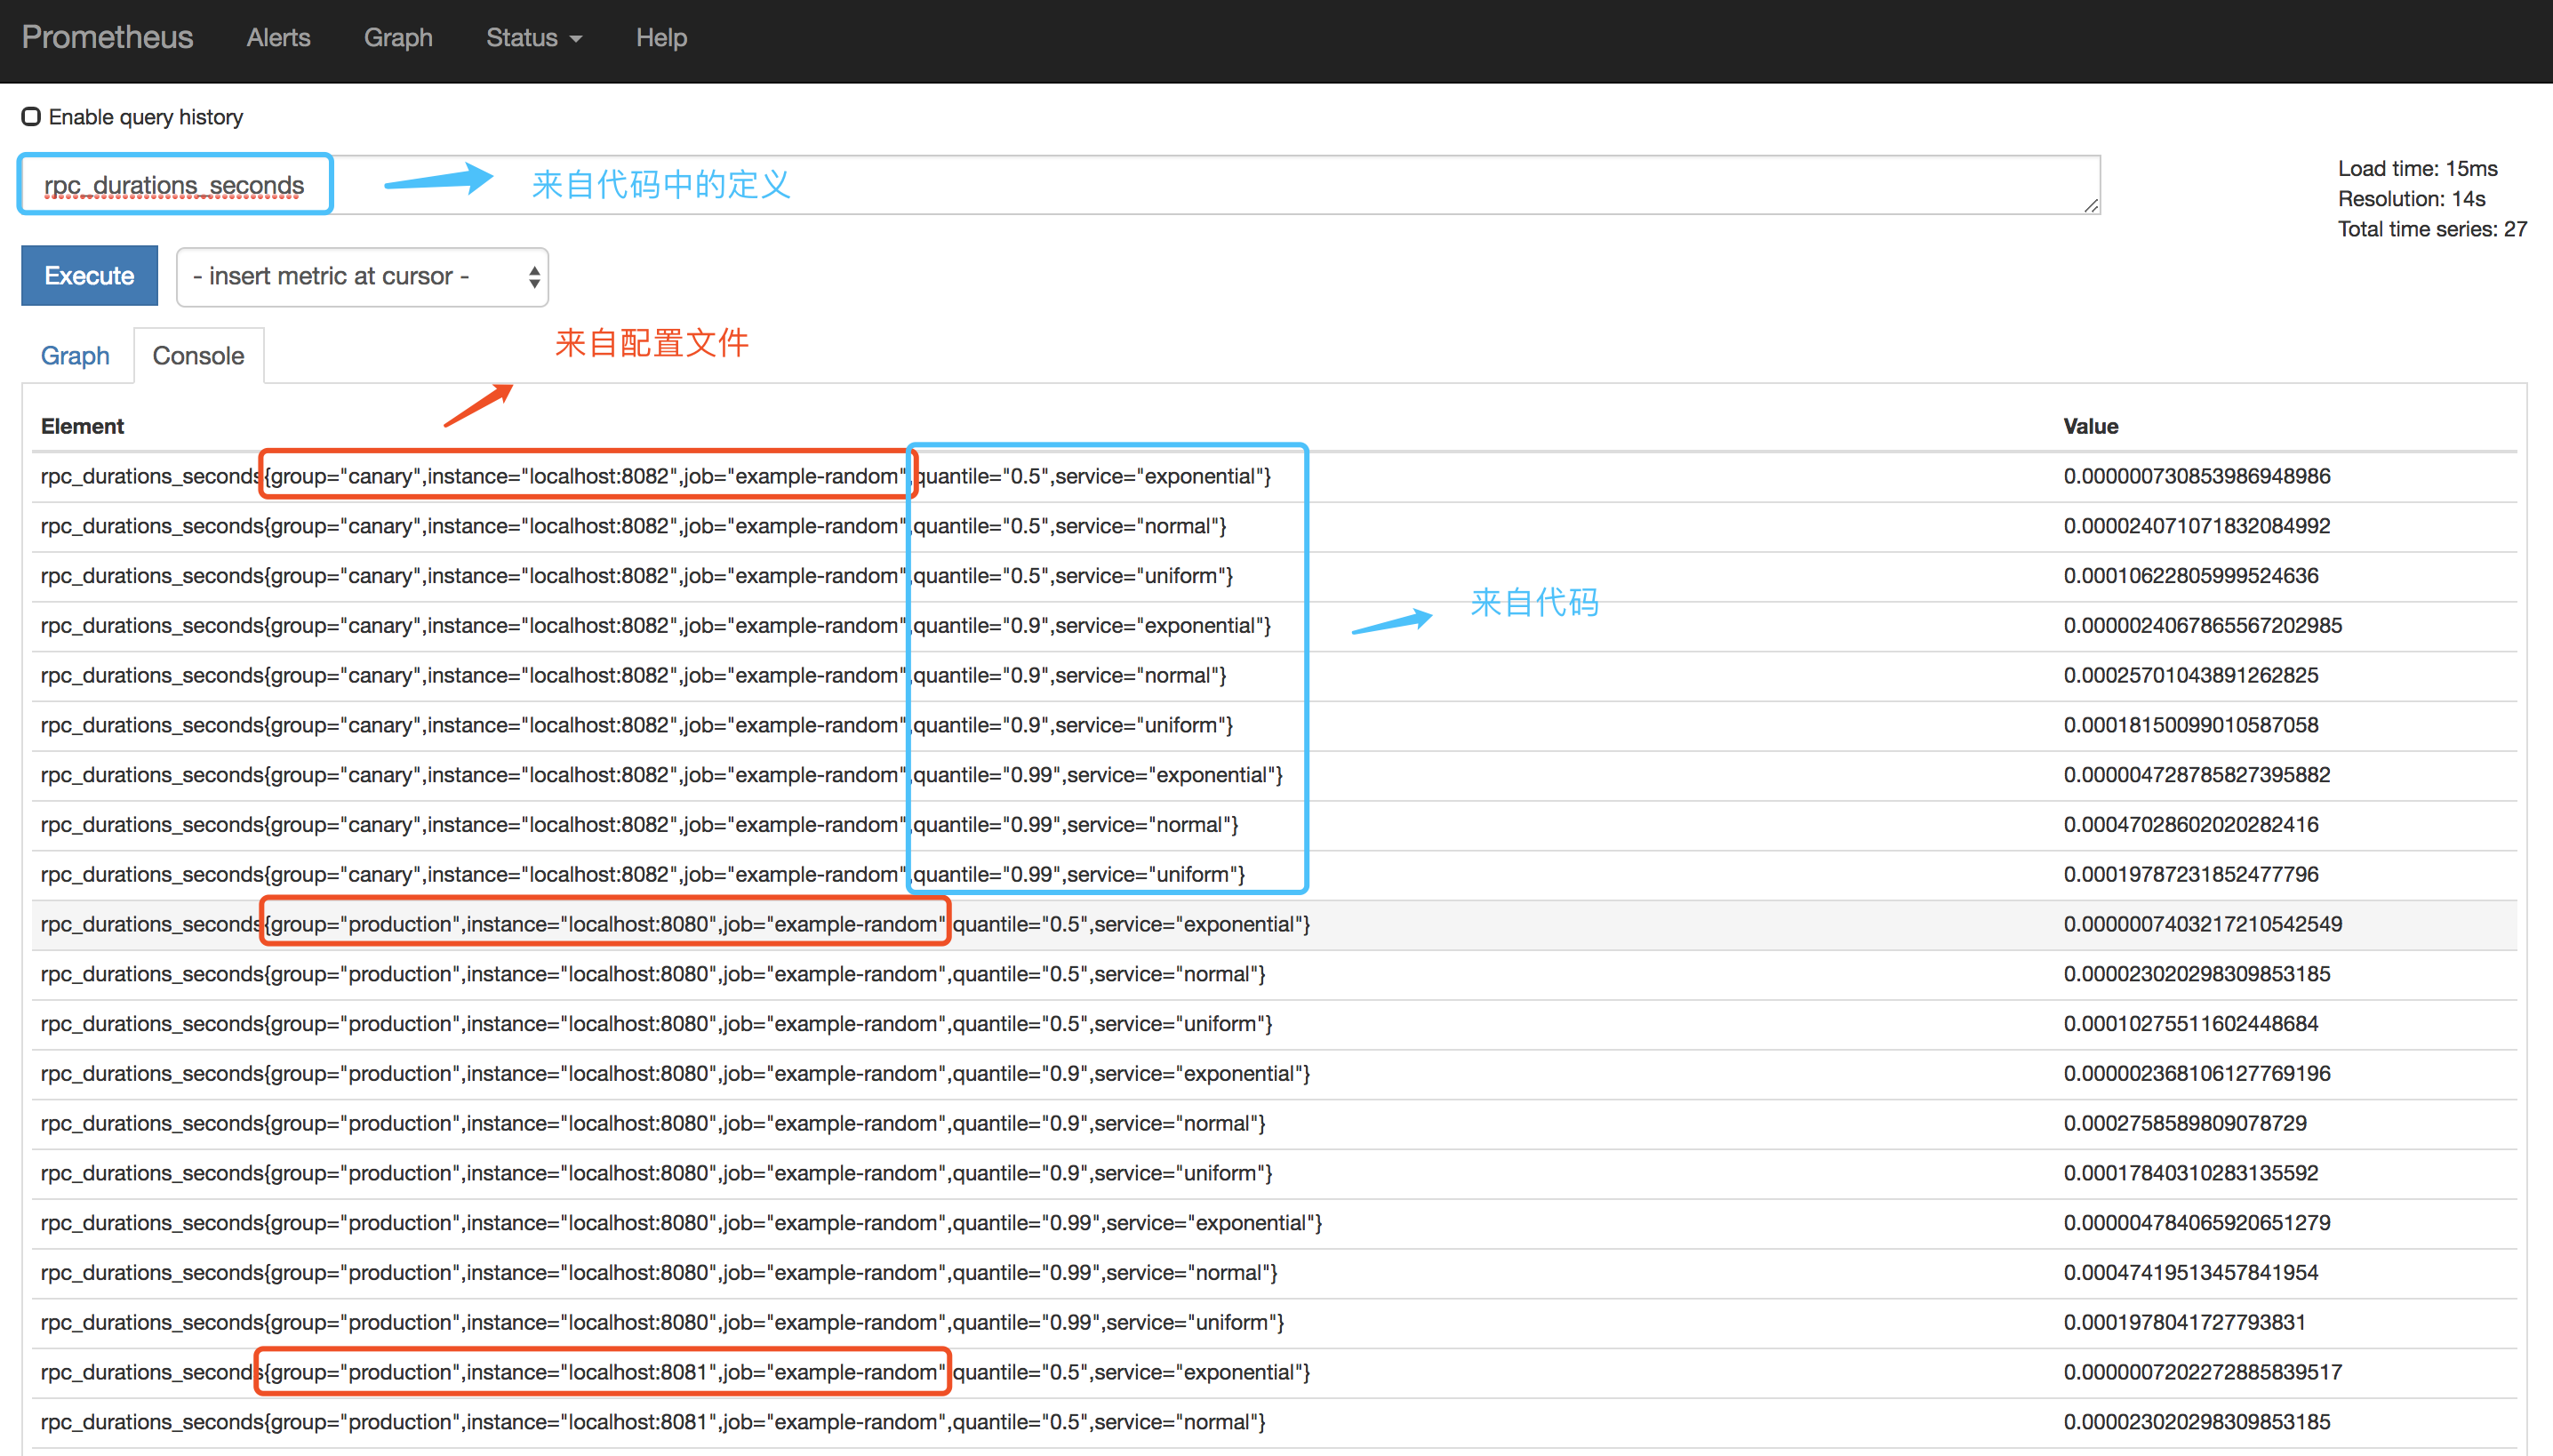 Prometheus Alerts Graph Status Help
Enable query history
rpc_durations_seconds 来自代码中的定义
Load time: 15ms
Resolution: 14s
Total time series: 27
Execute - insert metric at cursor -
来自配置文件
Graph Console
Element Value
rpc_durations_seconds{group="canary",instance="localhost:8082",job="example-random",quantile="0.5",service="exponential"} 0.000000730853986948986
rpc_durations_seconds{group="canary",instance="localhost:8082",job="example-random",quantile="0.5",service="normal"} 0.000024071071832084992
rpc_durations_seconds{group="canary",instance="localhost:8082",job="example-random",quantile="0.5",service="uniform"} 0.00010622805999524636
来自代码
rpc_durations_seconds{group="canary",instance="localhost:8082",job="example-random",quantile="0.9",service="exponential"} 0.0000024067865567202985
rpc_durations_seconds{group="canary",instance="localhost:8082",job="example-random",quantile="0.9",service="normal"} 0.00025701043891262825
rpc_durations_seconds{group="canary",instance="localhost:8082",job="example-random",quantile="0.9",service="uniform"} 0.00018150099010587058
rpc_durations_seconds{group="canary",instance="localhost:8082",job="example-random",quantile="0.99",service="exponential"} 0.000004728785827395882
rpc_durations_seconds{group="canary",instance="localhost:8082",job="example-random",quantile="0.99",service="normal"} 0.00047028602020282416
rpc_durations_seconds{group="canary",instance="localhost:8082",job="example-random",quantile="0.99",service="uniform"} 0.00019787231852477796
rpc_durations_seconds{group="production",instance="localhost:8080",job="example-random",quantile="0.5",service="exponential"} 0.0000007403217210542549
rpc_durations_seconds{group="production",instance="localhost:8080",job="example-random",quantile="0.5",service="normal"} 0.000023020298309853185
rpc_durations_seconds{group="production",instance="localhost:8080",job="example-random",quantile="0.5",service="uniform"} 0.00010275511602448684
rpc_durations_seconds{group="production",instance="localhost:8080",job="example-random",quantile="0.9",service="exponential"} 0.000002368106127769196
rpc_durations_seconds{group="production",instance="localhost:8080",job="example-random",quantile="0.9",service="normal"} 0.0002758589809078729
rpc_durations_seconds{group="production",instance="localhost:8080",job="example-random",quantile="0.9",service="uniform"} 0.00017840310283135592
rpc_durations_seconds{group="production",instance="localhost:8080",job="example-random",quantile="0.99",service="exponential"} 0.000004784065920651279
rpc_durations_seconds{group="production",instance="localhost:8080",job="example-random",quantile="0.99",service="normal"} 0.00047419513457841954
rpc_durations_seconds{group="production",instance="localhost:8080",job="example-random",quantile="0.99",service="uniform"} 0.0001978041727793831
rpc_durations_seconds{group="production",instance="localhost:8081",job="example-random",quantile="0.5",service="exponential"} 0.0000007202272885839517
rpc_durations_seconds{group="production",instance="localhost:8081",job="example-random",quantile="0.5",service="normal"} 0.000023020298309853185